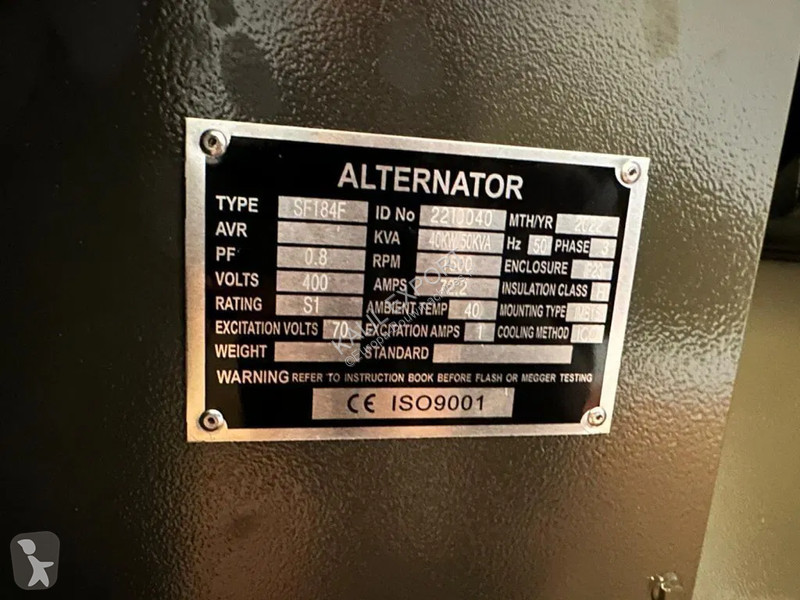 ALTERNATOR
TYPE SF184F ID No MTH/YR 2022
AVR KVA 40KW/50KVA Hz 50 PHASE 3
PF 0.8 RPM 1500 ENCLOSURE
VOLTS 400 AMPS 72.2 INSULATION CLASS
RATING S1 AMBIENT TEMP 40 MOUNTING TYPE
EXCITATION VOLTS 70 EXCITATION AMPS 1 COOLING METHOD
WEIGHT STANDARD
WARNING REFER TO INSTRUCTION BOOK BEFORE FLASH OR MEGGER TESTING
CE ISO9001